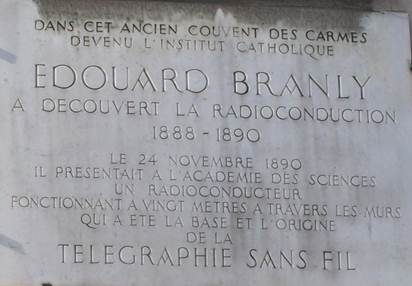 DANS CET ANCIEN COUVENT DES CARMES
DEVENU L'INSTITUT CATHOLIQUE
EDOUARD BRANLY
A DECOUVERT LA RADIOCONDUCTION
1888 - 1890
LE 24 NOVEMBRE 1890
IL PRESENTAIT A L'ACADEMIE DES SCIENCES
UN RADIOCONDUCTEUR
FONCTIONNANT A VINGT METRES A TRAVERS LES MURS
QUI A ETE LA BASE ET L'ORIGINE
DE LA
TELEGRAPHIE SANS FIL